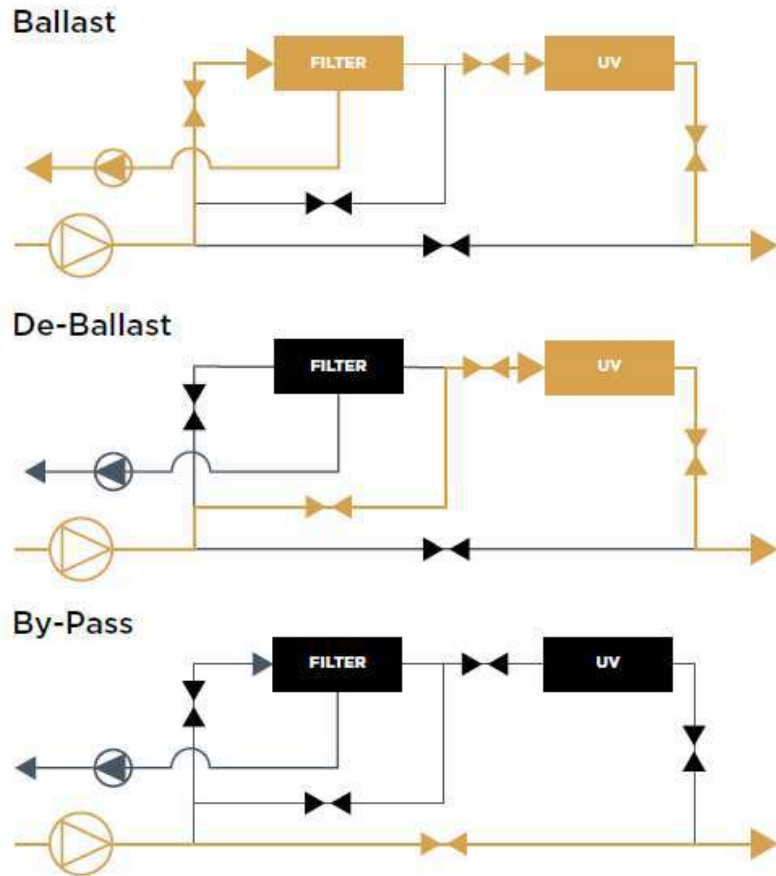 Ballast
FILTER
UV
De-Ballast
FILTER
UV
By-Pass
FILTER
UV